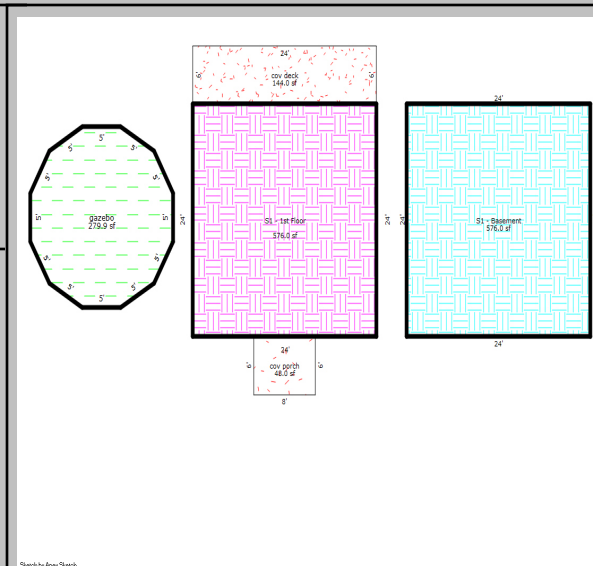 24'
6'
6'
cov deck
144.0 sf
24'
5'
5'
5'
5'
5'
5'
5'
gazebo
279.9 sf
5'
5'
5'
5'
5'
24'
S1 - 1st Floor
576.0 sf
24'
24'
S1 - Basement
576.0 sf
24'
24'
6'
6'
cov porch
48.0 sf
8'
Sketch by Apex Sketch